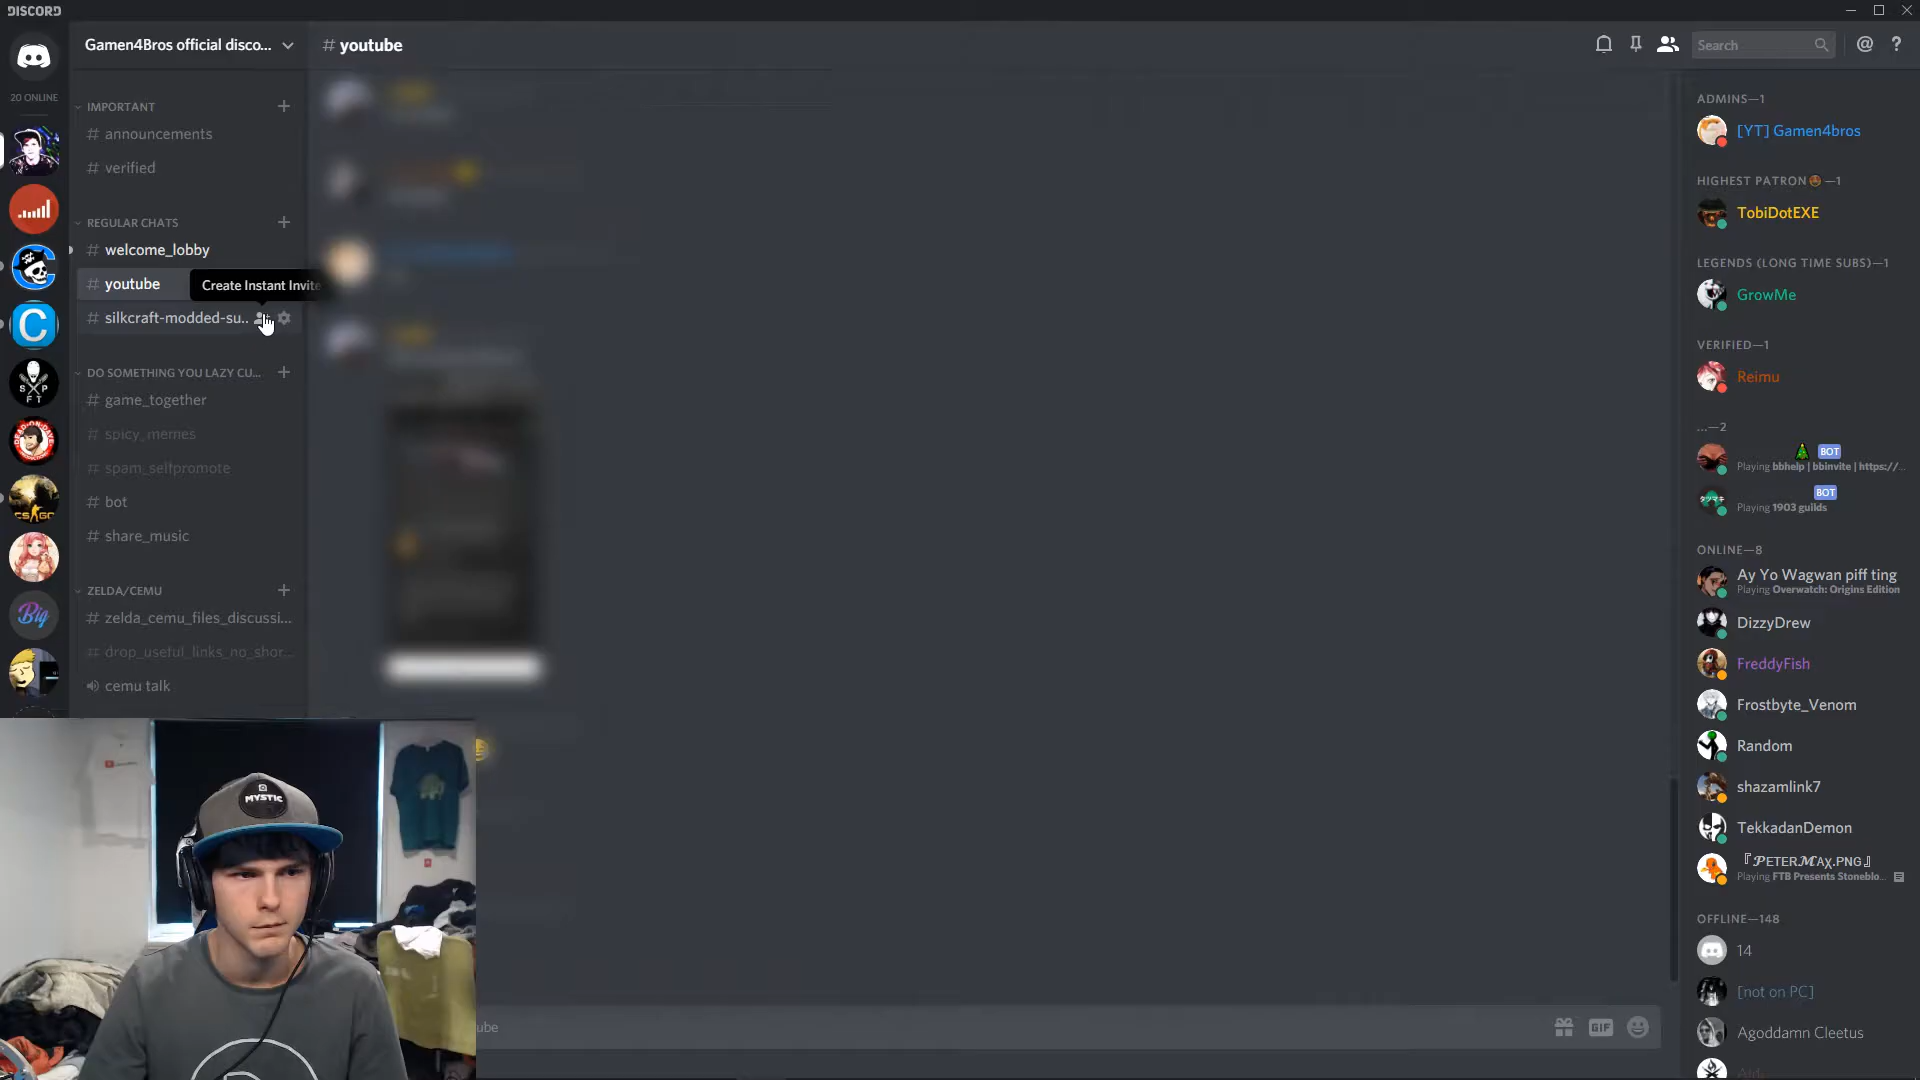 DISCORD
20 ONLINE
Gamen4Bros official disco...
IMPORTANT
# announcements
# verified
REGULAR CHATS
# welcome_lobby
# youtube
Create Instant Invite
# silkcraft-modded-su..
DO SOMETHING YOU LAZY CU...
# game_together
# spicy_memes
# spam_selfpromote
# bot
# share_music
ZELDA/CEMU
# zelda_cemu_files_discussi...
# drop_useful_links_no_shor...
cemu talk
C
S P
F T
CS:GO
Big
# youtube
Search
@ ?
MYSTIC
ube
GIF
ADMINS—1
[YT] Gamen4bros
HIGHEST PATRON —1
TobiDotEXE
LEGENDS (LONG TIME SUBS)—1
GrowMe
VERIFIED—1
Reimu
...—2
BOT
Playing bbhelp | bbinvite | https://...
BOT
Playing 1903 guilds
ONLINE—8
Ay Yo Wagwan piff ting
Playing Overwatch: Origins Edition
DizzyDrew
FreddyFish
Frostbyte_Venom
Random
shazamlink7
TekkadanDemon
『𝓟ETER𝓜Aχ.PNG』
Playing FTB Presents Stoneblo...
OFFLINE—148
14
[not on PC]
Agoddamn Cleetus